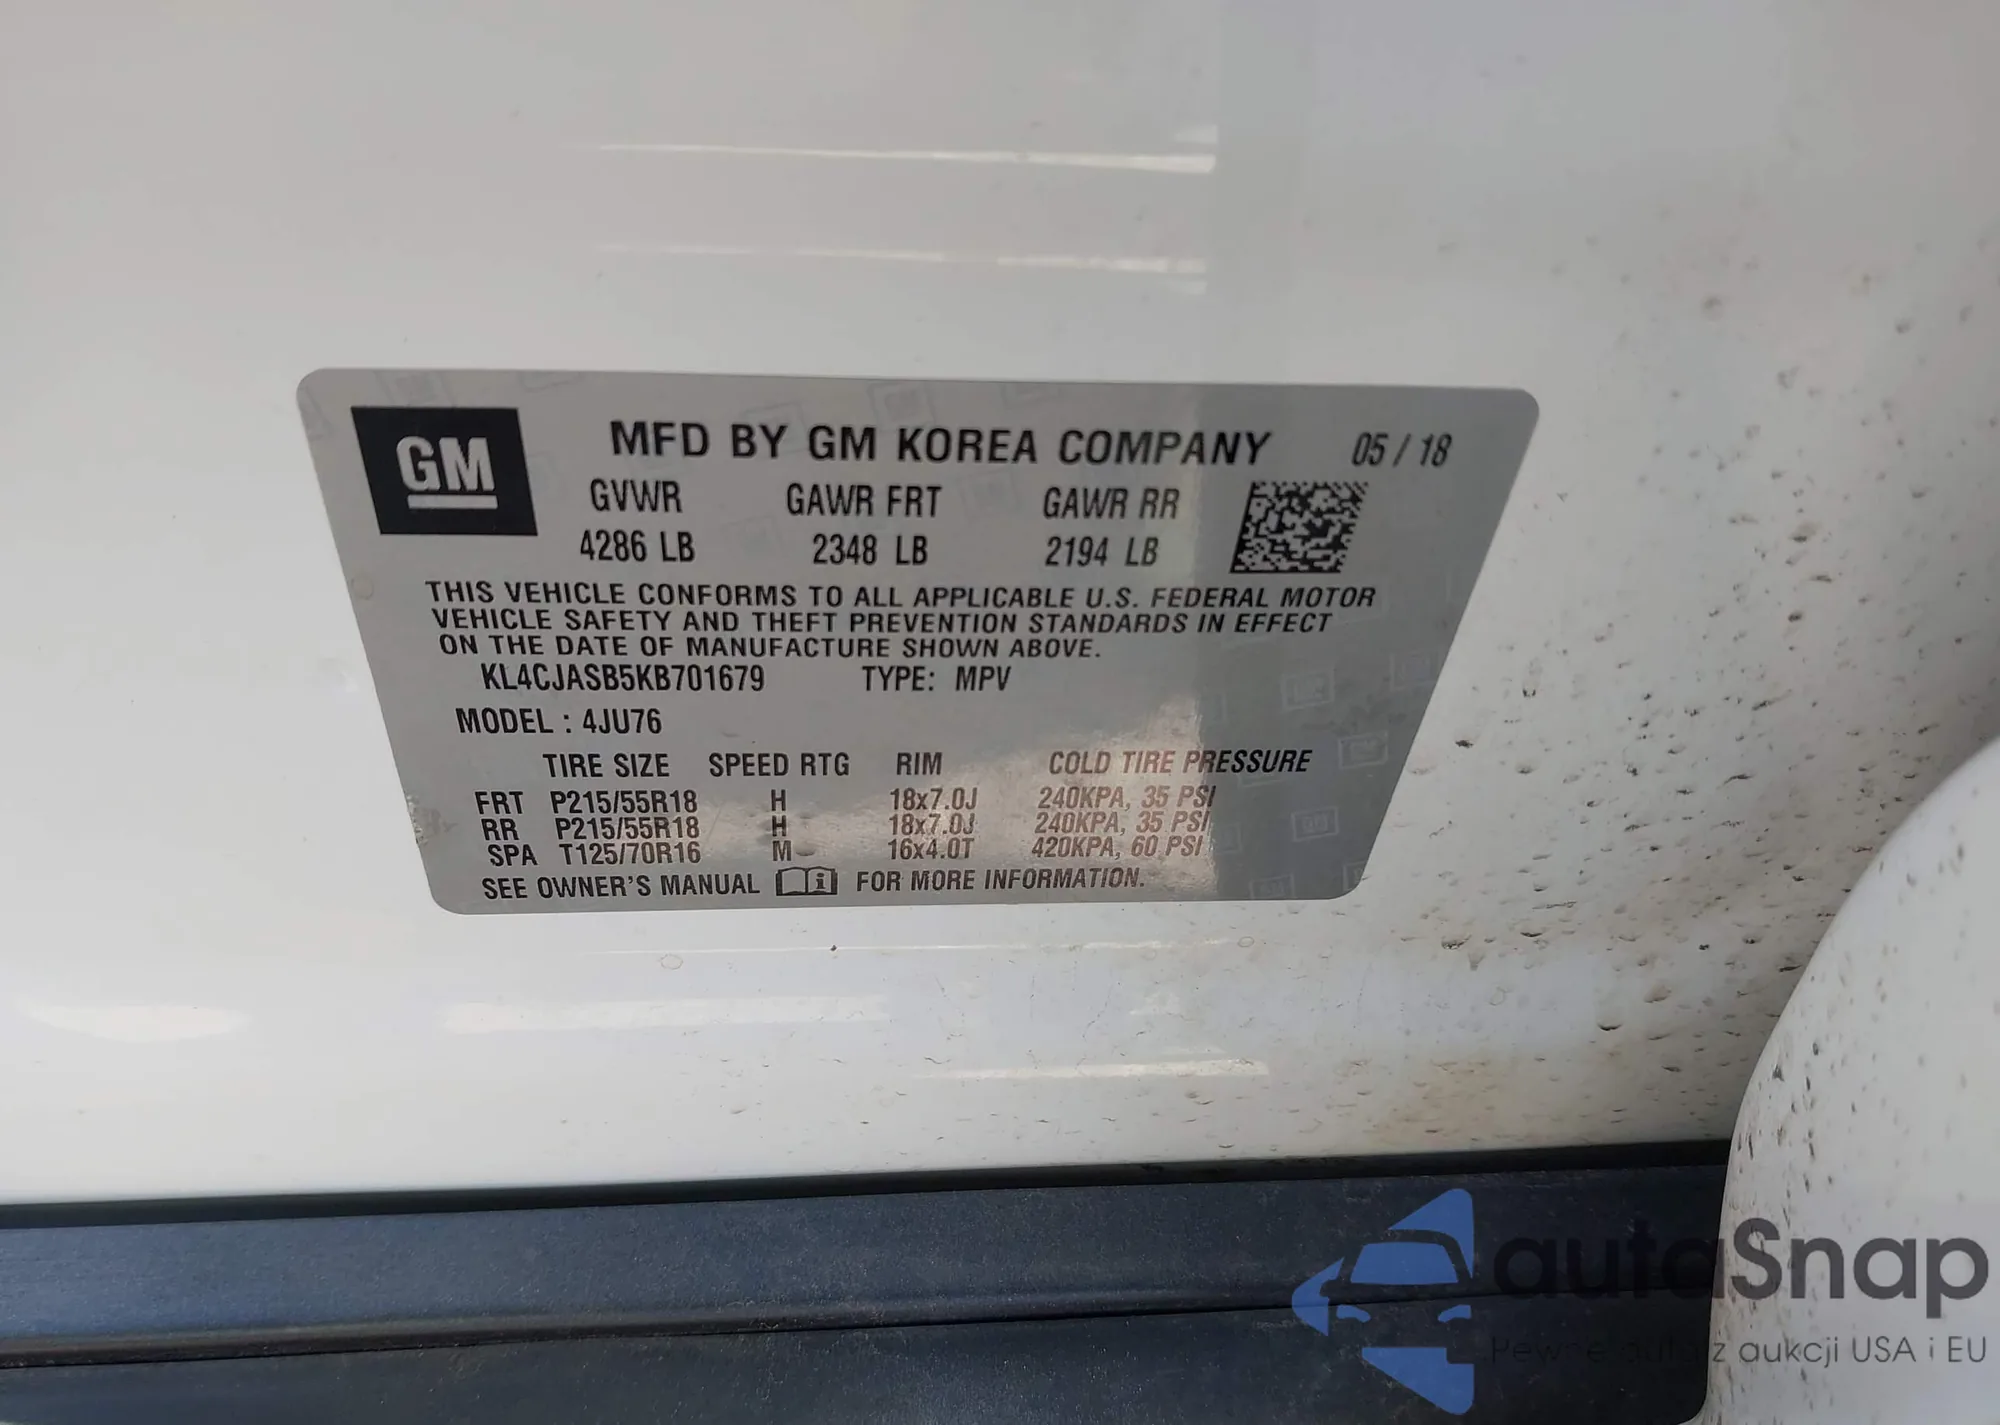 GM
MFD BY GM KOREA COMPANY 05 / 18
GVWR GAWR FRT GAWR RR
4286 LB 2348 LB 2194 LB
THIS VEHICLE CONFORMS TO ALL APPLICABLE U.S. FEDERAL MOTOR
VEHICLE SAFETY AND THEFT PREVENTION STANDARDS IN EFFECT
ON THE DATE OF MANUFACTURE SHOWN ABOVE.
KL4CJASB5KB701679 TYPE: MPV
MODEL : 4JU76
TIRE SIZE SPEED RTG RIM COLD TIRE PRESSURE
FRT P215/55R18 H 18x7.0J 240KPA, 35 PSI
RR P215/55R18 H 18x7.0J 240KPA, 35 PSI
SPA T125/70R16 M 16x4.0T 420KPA, 60 PSI
SEE OWNER'S MANUAL FOR MORE INFORMATION.
autaSnap
Pewne auta z aukcji USA i EU